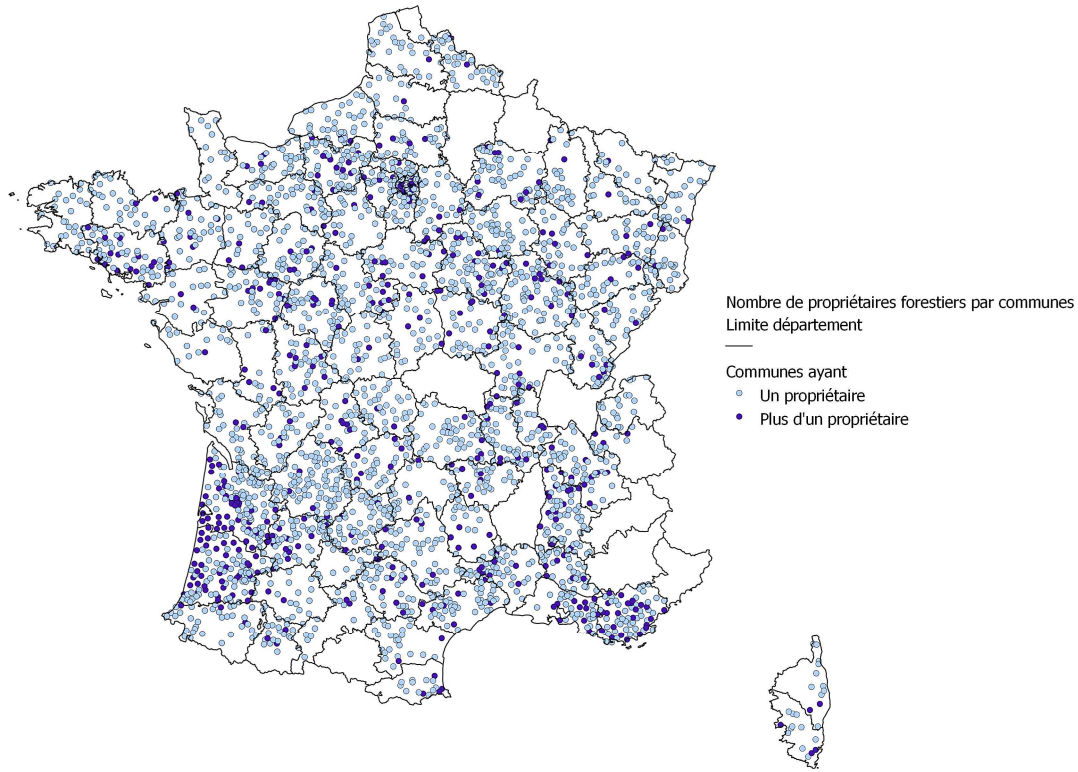 Nombre de propriétaires forestiers par communes
Limite département
Communes ayant
Un propriétaire
Plus d'un propriétaire